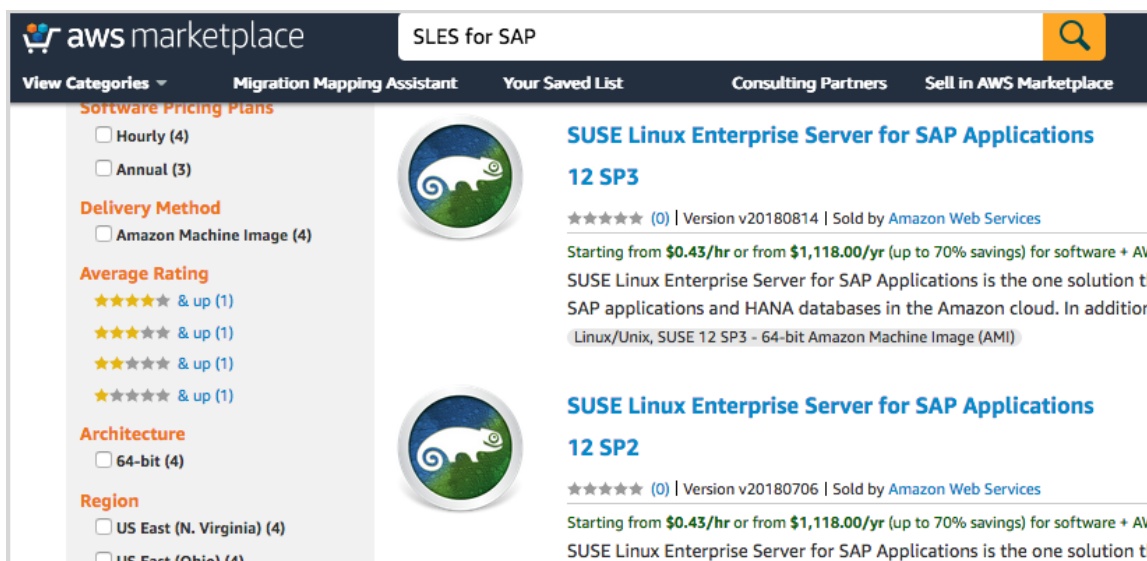 aws marketplace
SLES for SAP
View Categories
Migration Mapping Assistant
Your Saved List
Consulting Partners
Sell in AWS Marketplace
Software Pricing Plans
Hourly (4)
Annual (3)
Delivery Method
Amazon Machine Image (4)
Average Rating
& up (1)
& up (1)
& up (1)
& up (1)
Architecture
64-bit (4)
Region
US East (N. Virginia) (4)
US East (Ohio) (4)
SUSE Linux Enterprise Server for SAP Applications
12 SP3
(0) | Version v20180814 | Sold by Amazon Web Services
Starting from $0.43/hr or from $1,118.00/yr (up to 70% savings) for software + AW
SUSE Linux Enterprise Server for SAP Applications is the one solution t
SAP applications and HANA databases in the Amazon cloud. In addition
Linux/Unix, SUSE 12 SP3 - 64-bit Amazon Machine Image (AMI)
SUSE Linux Enterprise Server for SAP Applications
12 SP2
(0) | Version v20180706 | Sold by Amazon Web Services
Starting from $0.43/hr or from $1,118.00/yr (up to 70% savings) for software + AW
SUSE Linux Enterprise Server for SAP Applications is the one solution t